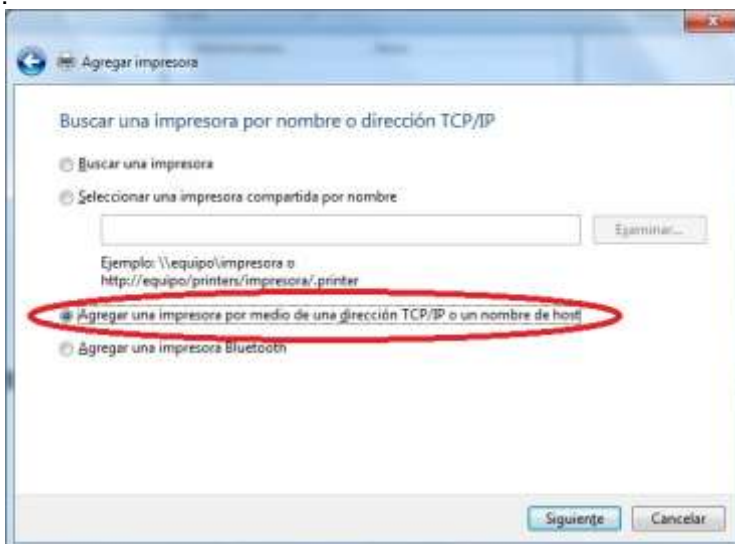 .
Agregar impresora
Buscar una impresora por nombre o dirección TCP/IP
Buscar una impresora
Seleccionar una impresora compartida por nombre
Examinar...
Ejemplo: \\equipo\impresora o
http://equipo/printers/impresora/.printer
Agregar una impresora por medio de una dirección TCP/IP o un nombre de host
Agregar una impresora Bluetooth
Siguiente Cancelar